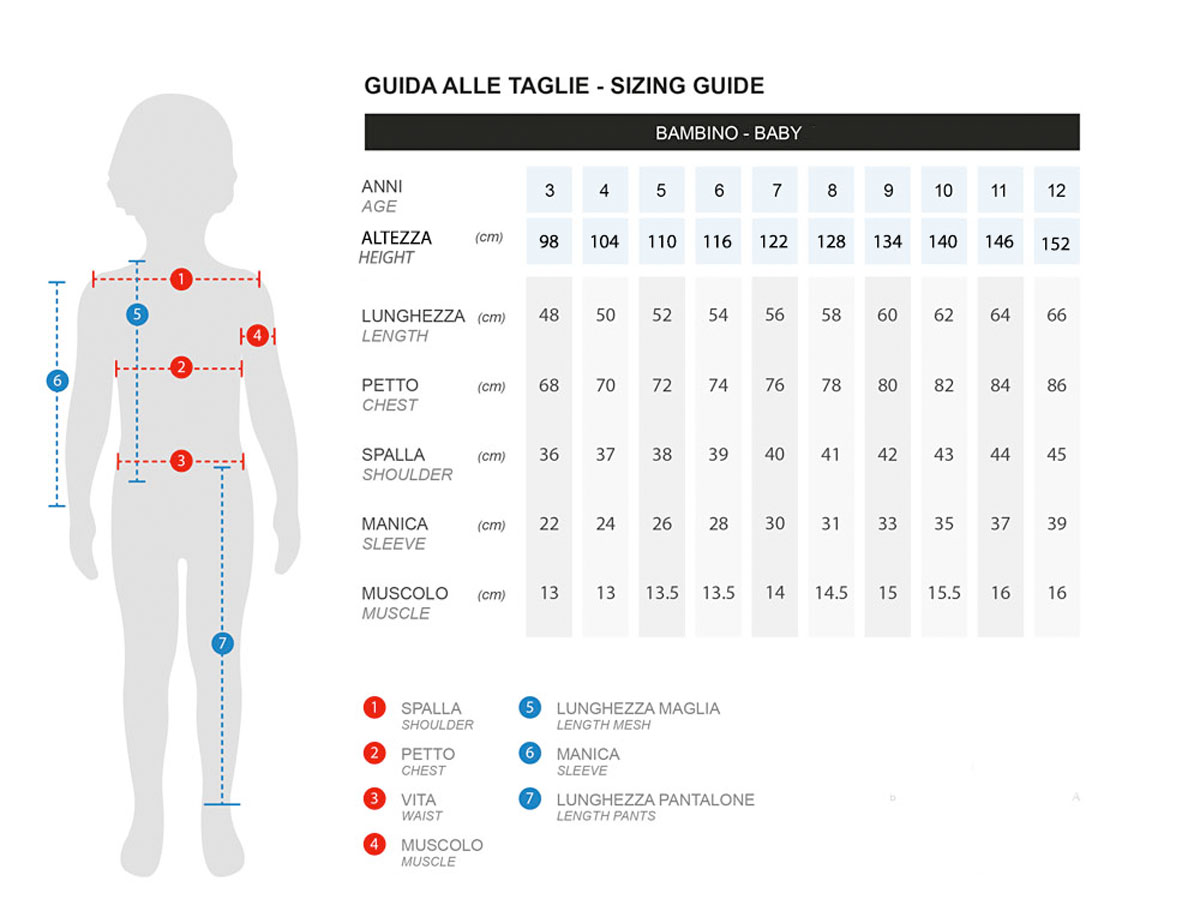 GUIDA ALLE TAGLIE - SIZING GUIDE
BAMBINO - BABY
ANNI 3 4 5 6 7 8 9 10 11 12
AGE
ALTEZZA (cm) 98 104 110 116 122 128 134 140 146 152
HEIGHT
LUNGHEZZA (cm) 48 50 52 54 56 58 60 62 64 66
LENGTH
PETTO (cm) 68 70 72 74 76 78 80 82 84 86
CHEST
SPALLA (cm) 36 37 38 39 40 41 42 43 44 45
SHOULDER
MANICA (cm) 22 24 26 28 30 31 33 35 37 39
SLEEVE
MUSCOLO (cm) 13 13 13.5 13.5 14 14.5 15 15.5 16 16
MUSCLE
1
5
4
2
6
3
7
1 SPALLA
SHOULDER
2 PETTO
CHEST
3 VITA
WAIST
4 MUSCOLO
MUSCLE
5 LUNGHEZZA MAGLIA
LENGTH MESH
6 MANICA
SLEEVE
7 LUNGHEZZA PANTALONE
LENGTH PANTS
D A